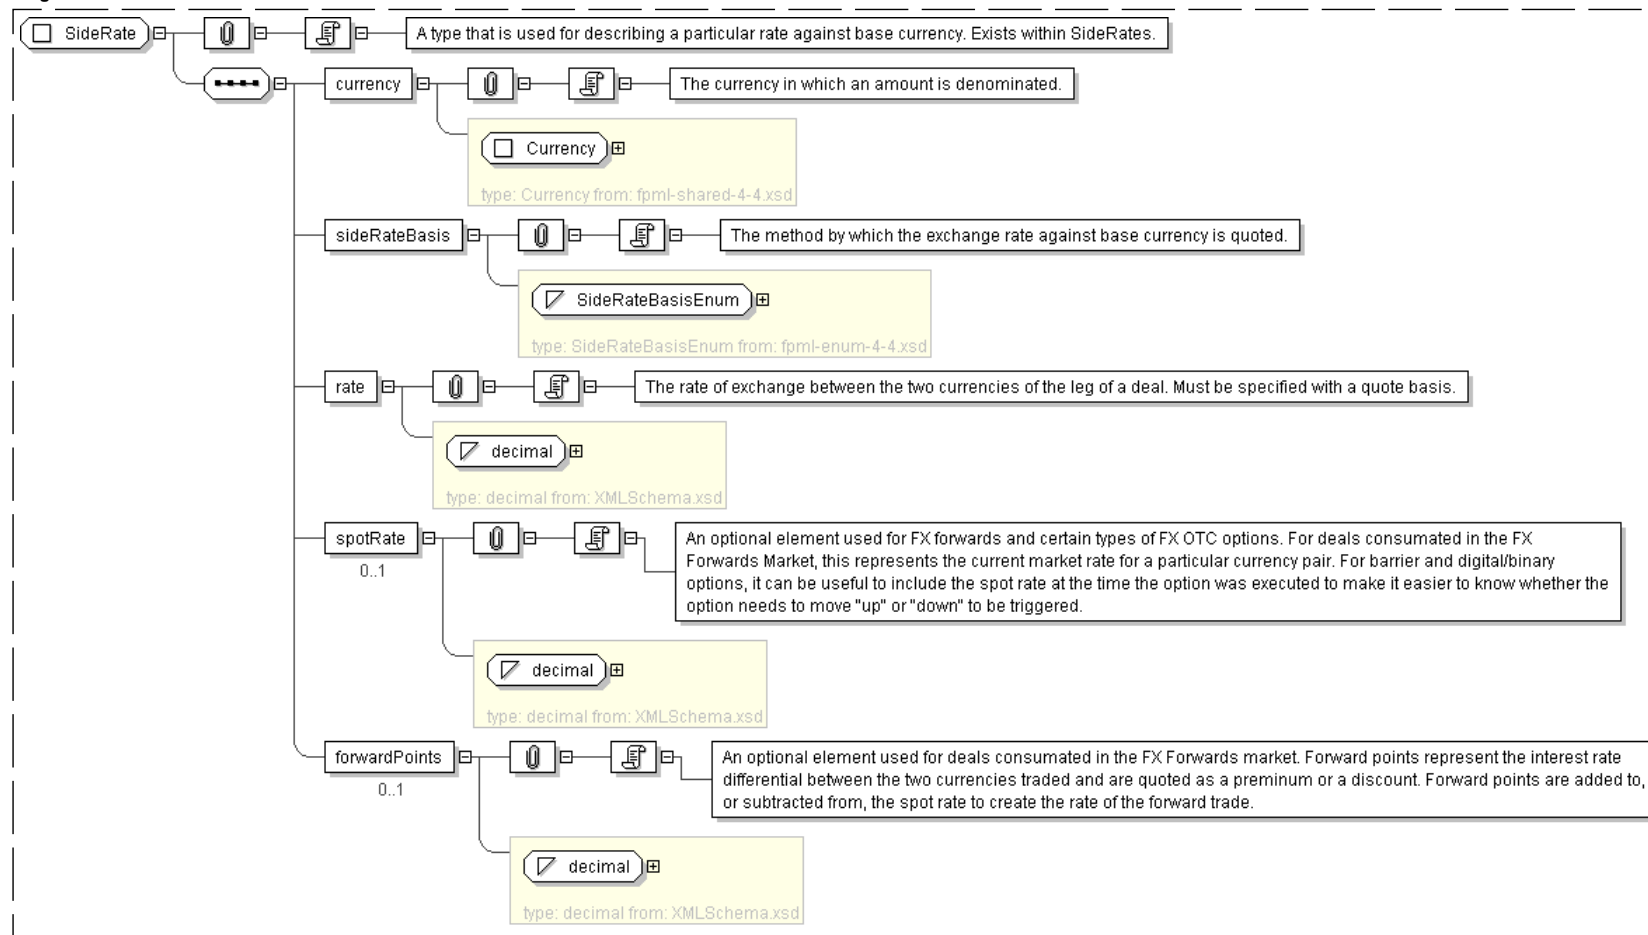 SideRate
A type that is used for describing a particular rate against base currency. Exists within SideRates.
currency
The currency in which an amount is denominated.
Currency
type: Currency from: fpml-shared-4-4.xsd
sideRateBasis
The method by which the exchange rate against base currency is quoted.
SideRateBasisEnum
type: SideRateBasisEnum from: fpml-enum-4-4.xsd
rate
The rate of exchange between the two currencies of the leg of a deal. Must be specified with a quote basis.
decimal
type: decimal from: XMLSchema.xsd
spotRate
0..1
An optional element used for FX forwards and certain types of FX OTC options. For deals consumated in the FX
Forwards Market, this represents the current market rate for a particular currency pair. For barrier and digital/binary
options, it can be useful to include the spot rate at the time the option was executed to make it easier to know whether the
option needs to move "up" or "down" to be triggered.
decimal
type: decimal from: XMLSchema.xsd
forwardPoints
0..1
An optional element used for deals consumated in the FX Forwards market. Forward points represent the interest rate
differential between the two currencies traded and are quoted as a preminum or a discount. Forward points are added to,
or subtracted from, the spot rate to create the rate of the forward trade.
decimal
type: decimal from: XMLSchema.xsd